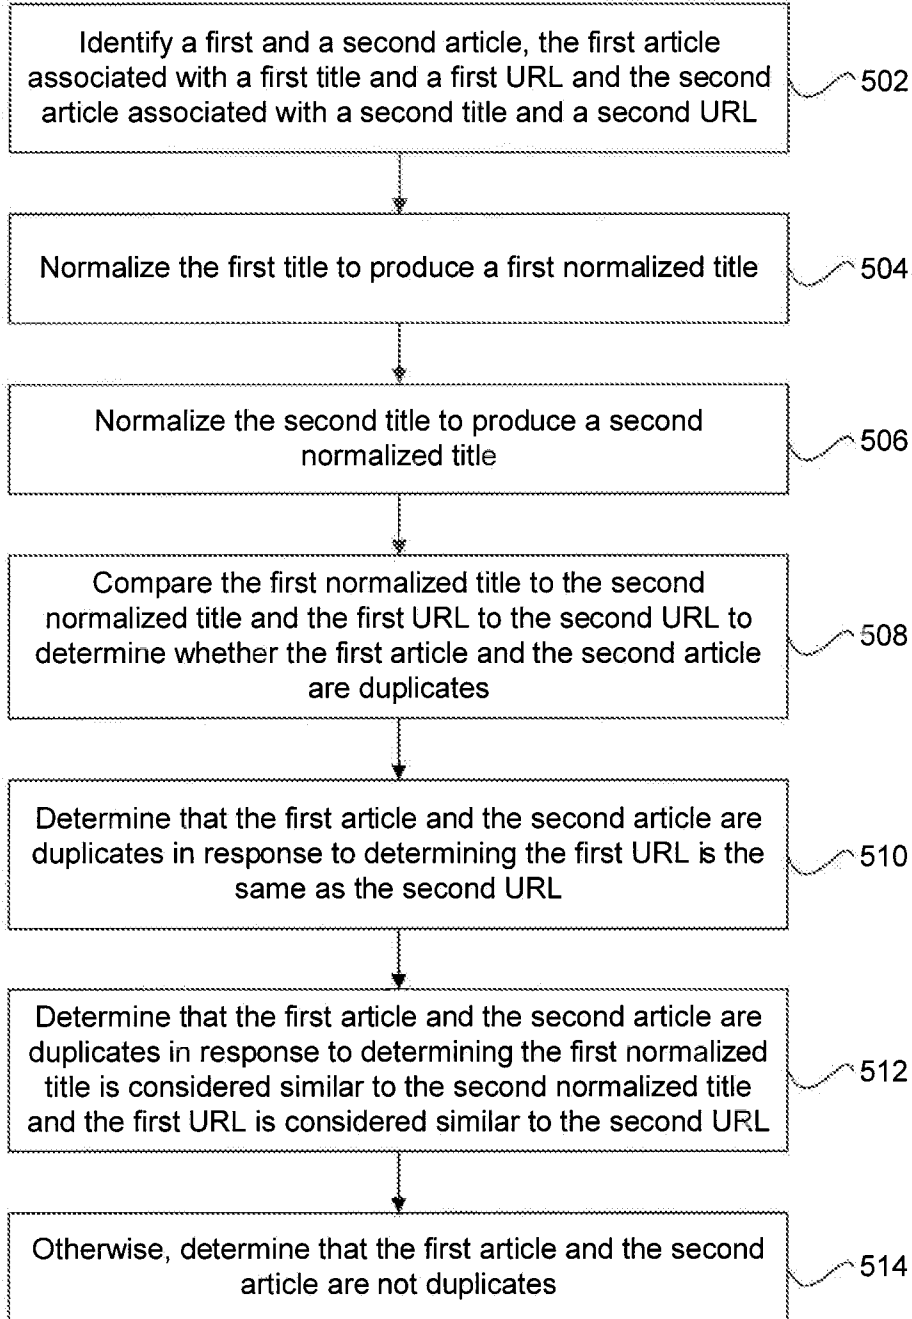 Identify a first and a second article, the first article
associated with a first title and a first URL and the second
article associated with a second title and a second URL
502
Normalize the first title to produce a first normalized title
504
Normalize the second title to produce a second
normalized title
506
Compare the first normalized title to the second
normalized title and the first URL to the second URL to
determine whether the first article and the second article
are duplicates
508
Determine that the first article and the second article are
duplicates in response to determining the first URL is the
same as the second URL
510
Determine that the first article and the second article are
duplicates in response to determining the first normalized
title is considered similar to the second normalized title
and the first URL is considered similar to the second URL
512
Otherwise, determine that the first article and the second
article are not duplicates
514